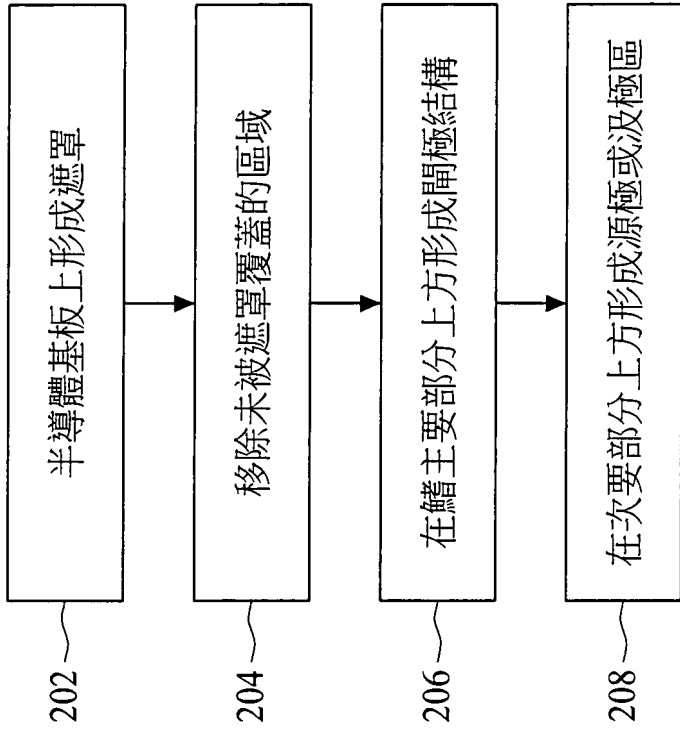 202
半導體基板上形成遮罩
204
移除未被遮罩覆蓋的區域
206
在鰭主要部分上方形成閘極結構
208
在次要部分上方形成源極或汲極區